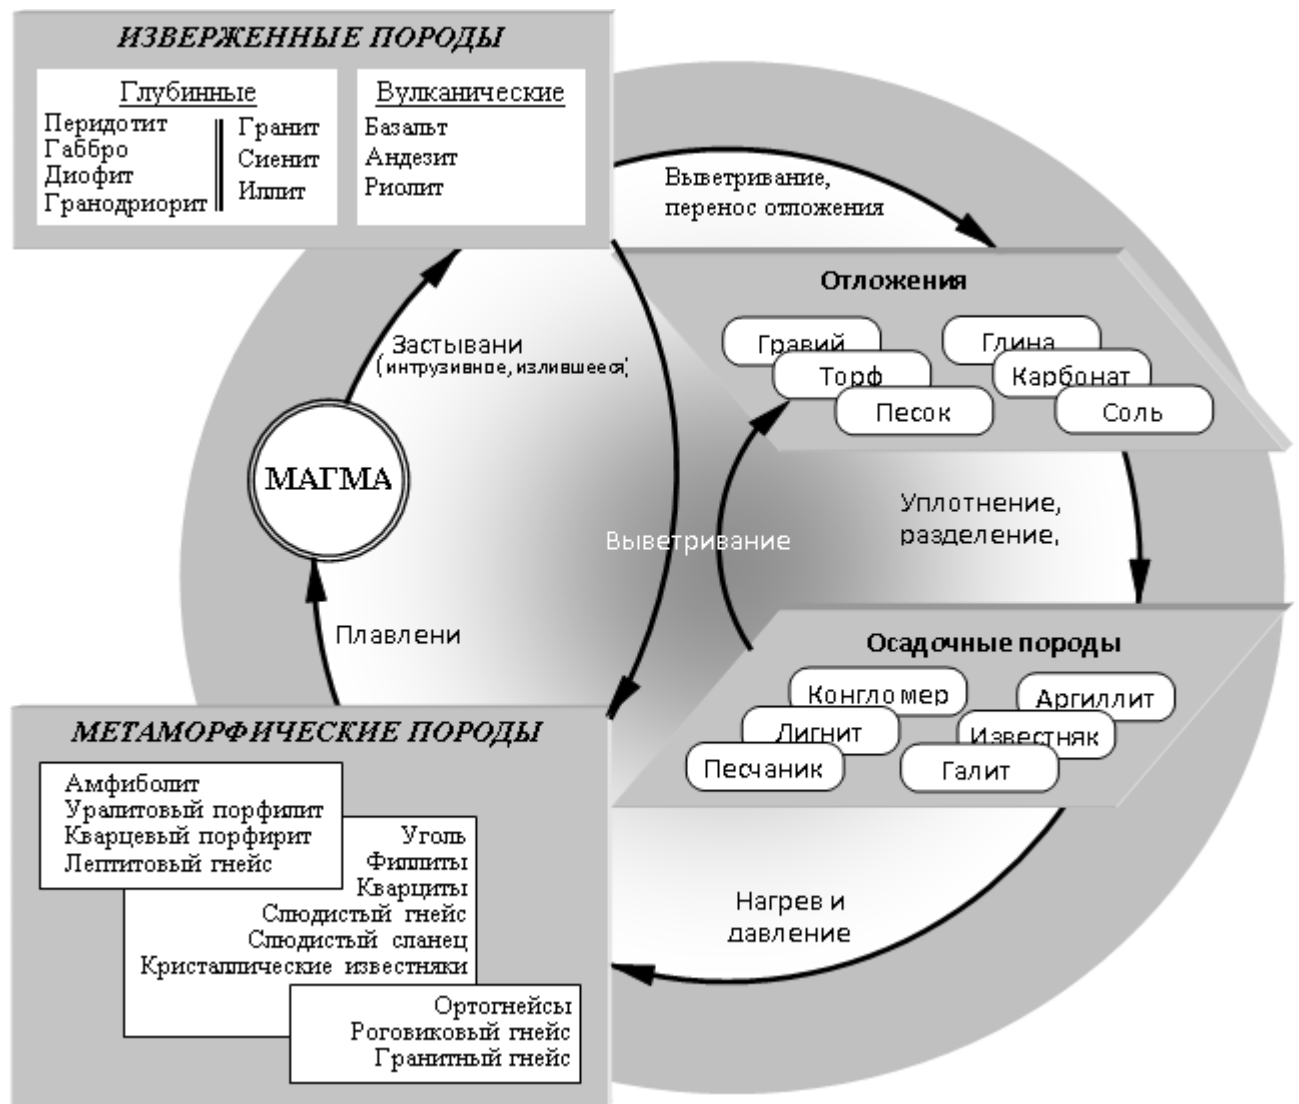 ИЗВЕРЖЕННЫЕ ПОРОДЫ
Глубинные
Перидотит
Габбро
Диофит
Гранодриорит
Гранит
Сиенит
Иллит
Вулканические
Базальт
Андезит
Риолит
Выветривание,
перенос отложения
Отложения
Гравий
Торф
Песок
Глина
Карбонат
Соль
Застывани
(интрузивное, излившееся)
МАГМА
Выветривание
Уплотнение,
разделение,
Плавлени
Осадочные породы
Конгломер
Лигнит
Песчаник
Аргиллит
Известняк
Галит
МЕТАМОРФИЧЕСКИЕ ПОРОДЫ
Амфиболит
Уралитовый порфилит
Кварцевый порфирит
Лептитовый гнейс
Уголь
Филлиты
Кварциты
Слюдистый гнейс
Слюдистый сланец
Кристаллические известняки
Ортогнейсы
Роговиковый гнейс
Гранитный гнейс
Нагрев и
давление